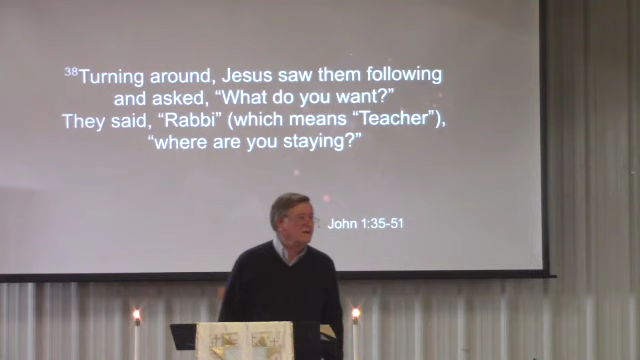 38Turning around, Jesus saw them following
and asked, “What do you want?”
They said, “Rabbi” (which means “Teacher”),
“where are you staying?”
John 1:35-51